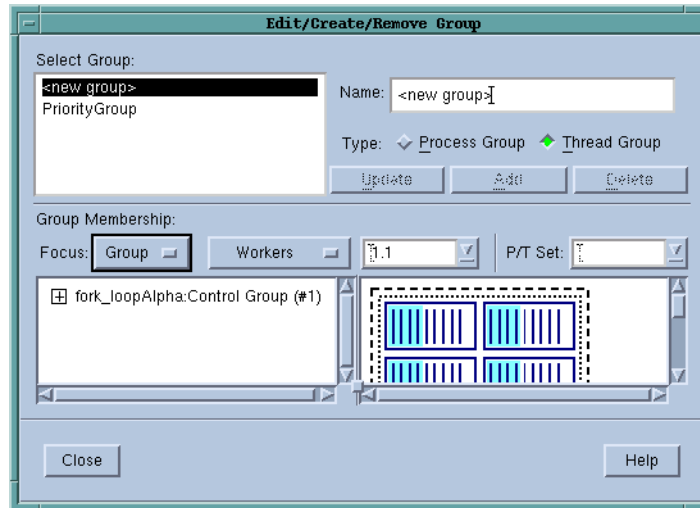 Edit/Create/Remove Group
Select Group:
<new group>
PriorityGroup
Name: <new group>
Type: Process Group Thread Group
Update Add Delete
Group Membership:
Focus: Group Workers 1.1 P/T Set:
fork_loopAlpha:Control Group (#1)
Close Help